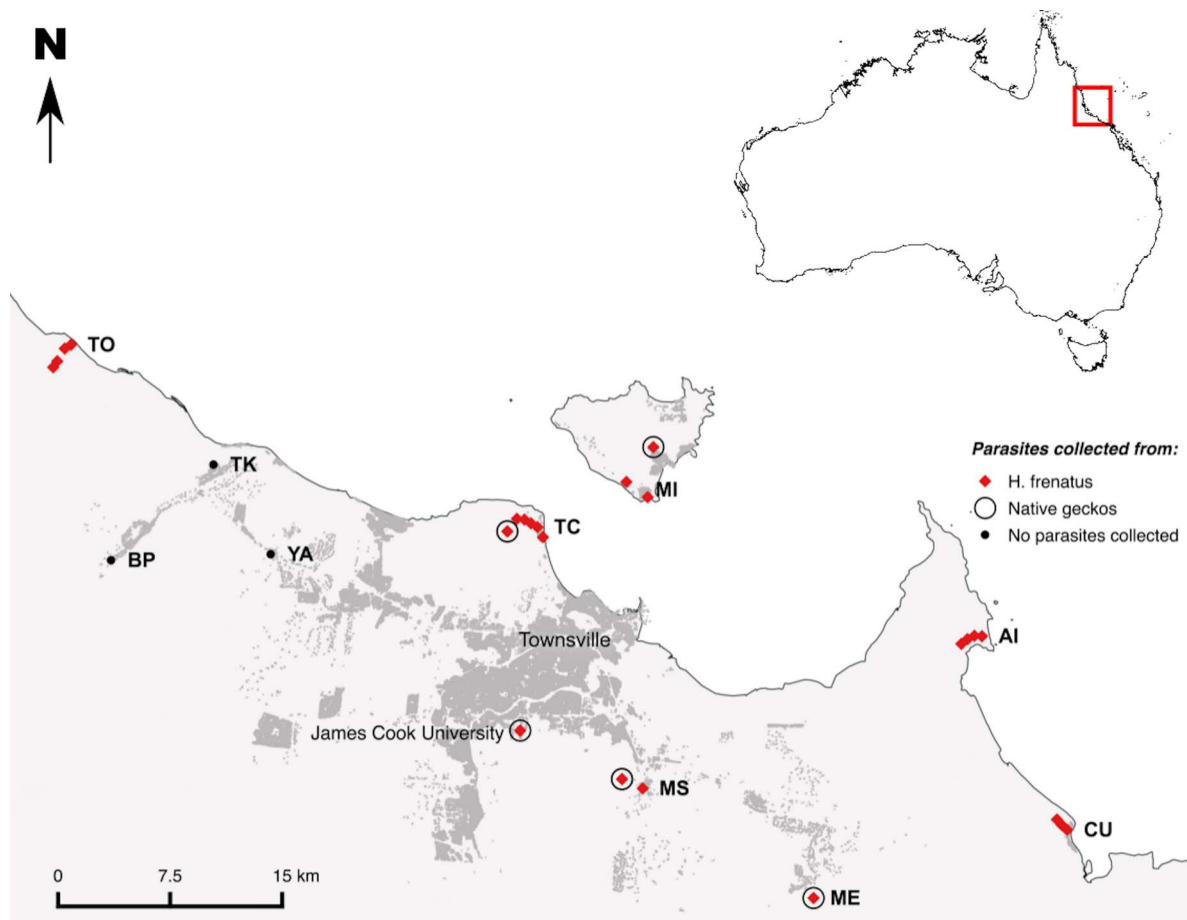 N
TO
TK
BP
YA
MI
TC
Parasites collected from:
H. frenatus
Native geckos
No parasites collected
AI
Townsville
James Cook University
MS
CU
ME
0 7.5 15 km